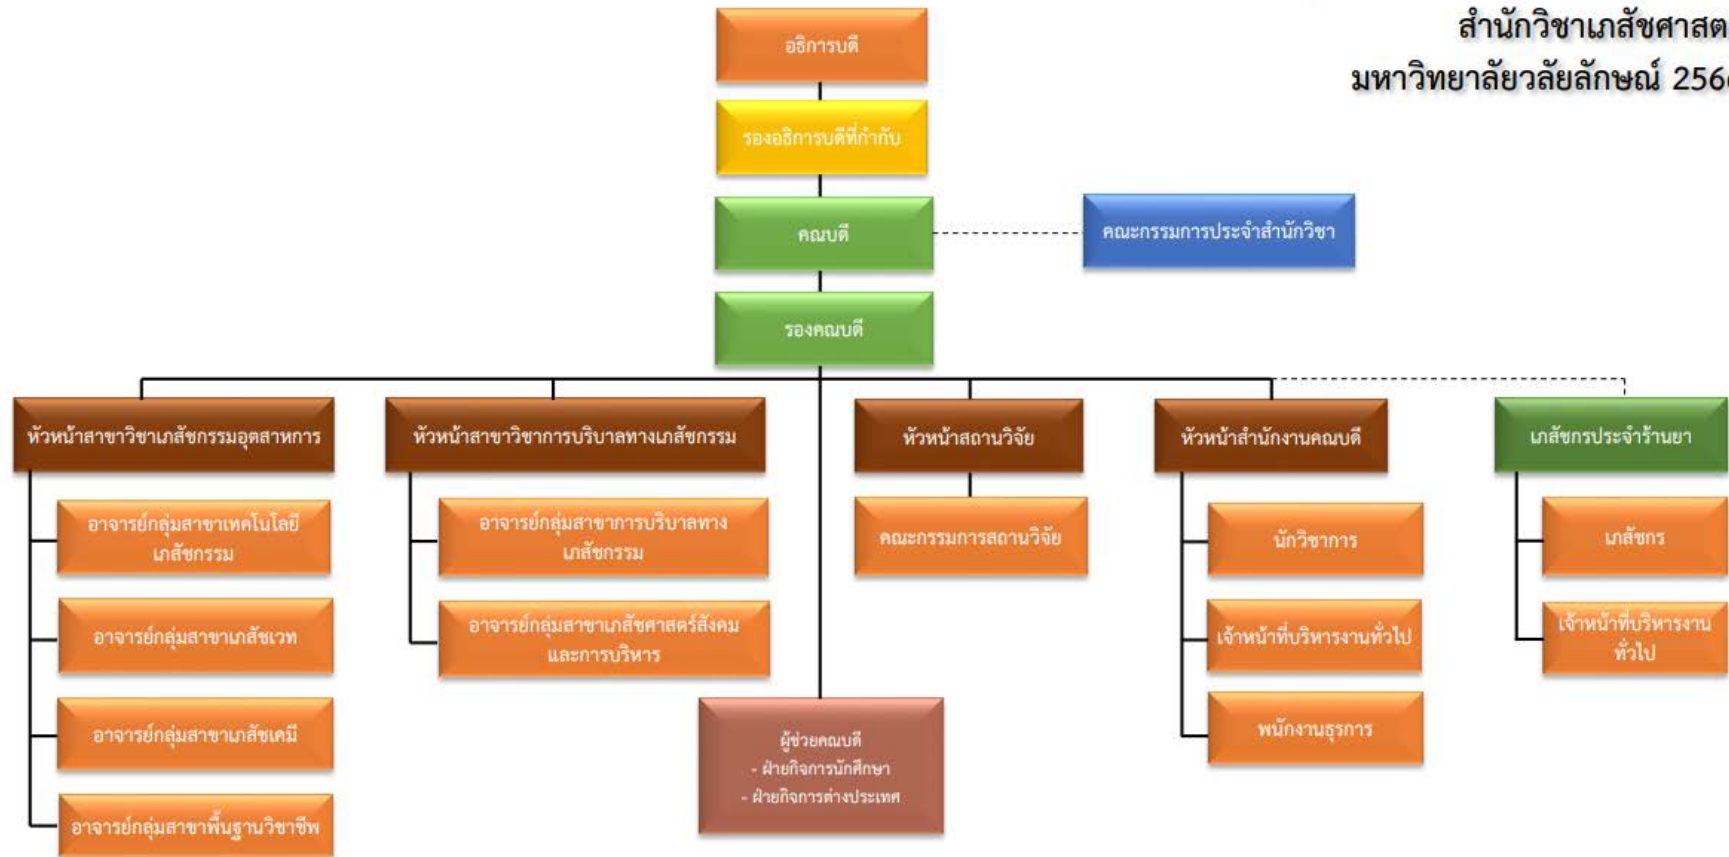 สำนักวิชาเภสัชศาสต
มหาวิทยาลัยวลัยลักษณ์ 256
อธิการบดี
รองอธิการบดีที่กำกับ
คณบดี
คณะกรรมการประจำสำนักวิชา
รองคณบดี
หัวหน้าสาขาวิชาเภสัชกรรมอุตสาหการ
หัวหน้าสาขาวิชาการบริบาลทางเภสัชกรรม
หัวหน้าสถานวิจัย
หัวหน้าสำนักงานคณบดี
เภสัชกรประจำร้านยา
อาจารย์กลุ่มสาขาเทคโนโลยี
เภสัชกรรม
อาจารย์กลุ่มสาขาเภสัชเวท
อาจารย์กลุ่มสาขาเภสัชเคมี
อาจารย์กลุ่มสาขาพื้นฐานวิชาชีพ
อาจารย์กลุ่มสาขาการบริบาลทาง
เภสัชกรรม
อาจารย์กลุ่มสาขาเภสัชศาสตร์สังคม
และการบริหาร
คณะกรรมการสถานวิจัย
ผู้ช่วยคณบดี
- ฝ่ายกิจการนักศึกษา
- ฝ่ายกิจการต่างประเทศ
นักวิชาการ
เจ้าหน้าที่บริหารงานทั่วไป
พนักงานธุรการ
เภสัชกร
เจ้าหน้าที่บริหารงาน
ทั่วไป